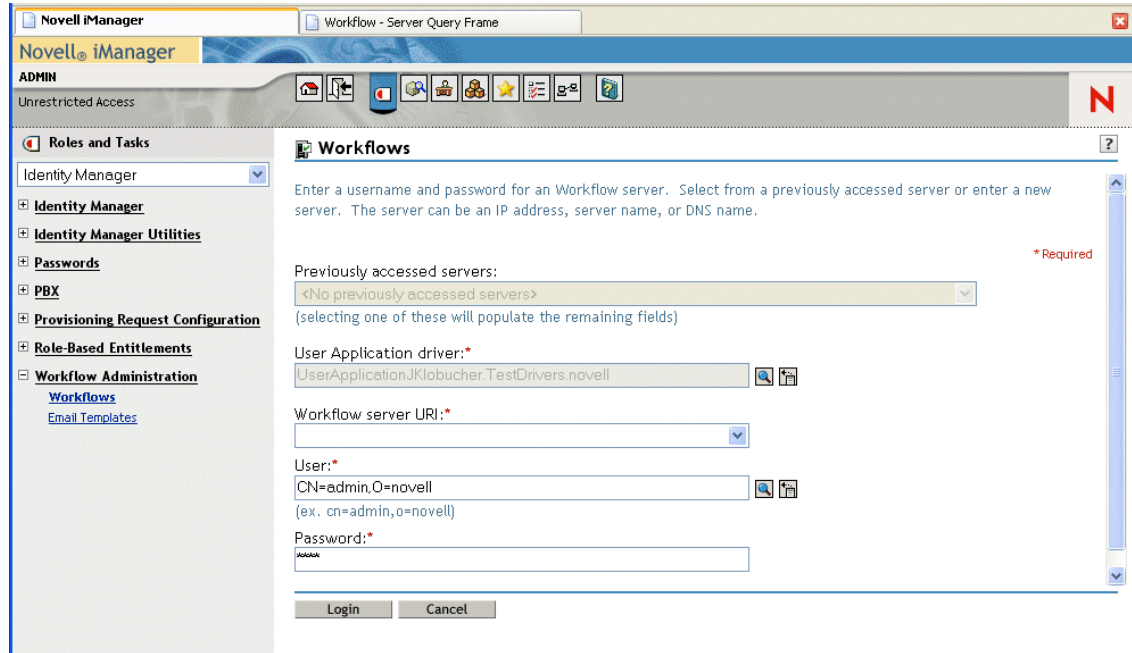 Novell iManager
Workflow - Server Query Frame
Novell® iManager
ADMIN
Unrestricted Access
N
Roles and Tasks
Identity Manager
Identity Manager
Identity Manager Utilities
Passwords
PBX
Provisioning Request Configuration
Role-Based Entitlements
Workflow Administration
Workflows
Email Templates
Workflows
?
Enter a username and password for an Workflow server. Select from a previously accessed server or enter a new
server. The server can be an IP address, server name, or DNS name.
* Required
Previously accessed servers:
<No previously accessed servers>
(selecting one of these will populate the remaining fields)
User Application driver:*
UserApplicationJKlobucher.TestDrivers.novell
Workflow server URI:*
User:*
CN=admin,O=novell
(ex. cn=admin,o=novell)
Password:*
****
Login Cancel